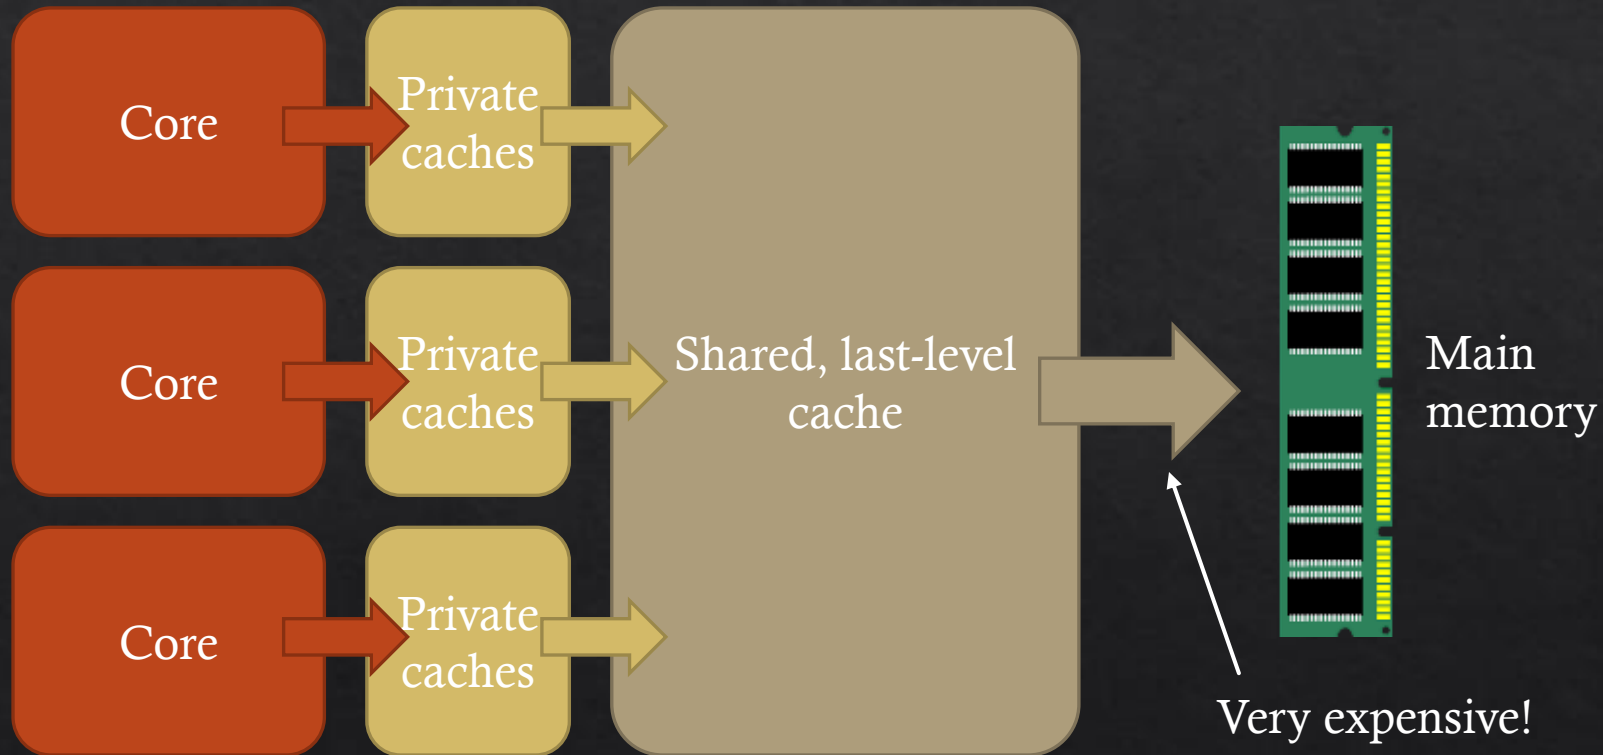 Core
Private
caches
Core
Private
caches
Shared, last-level
cache
Main
memory
Core
Private
caches
Very expensive!